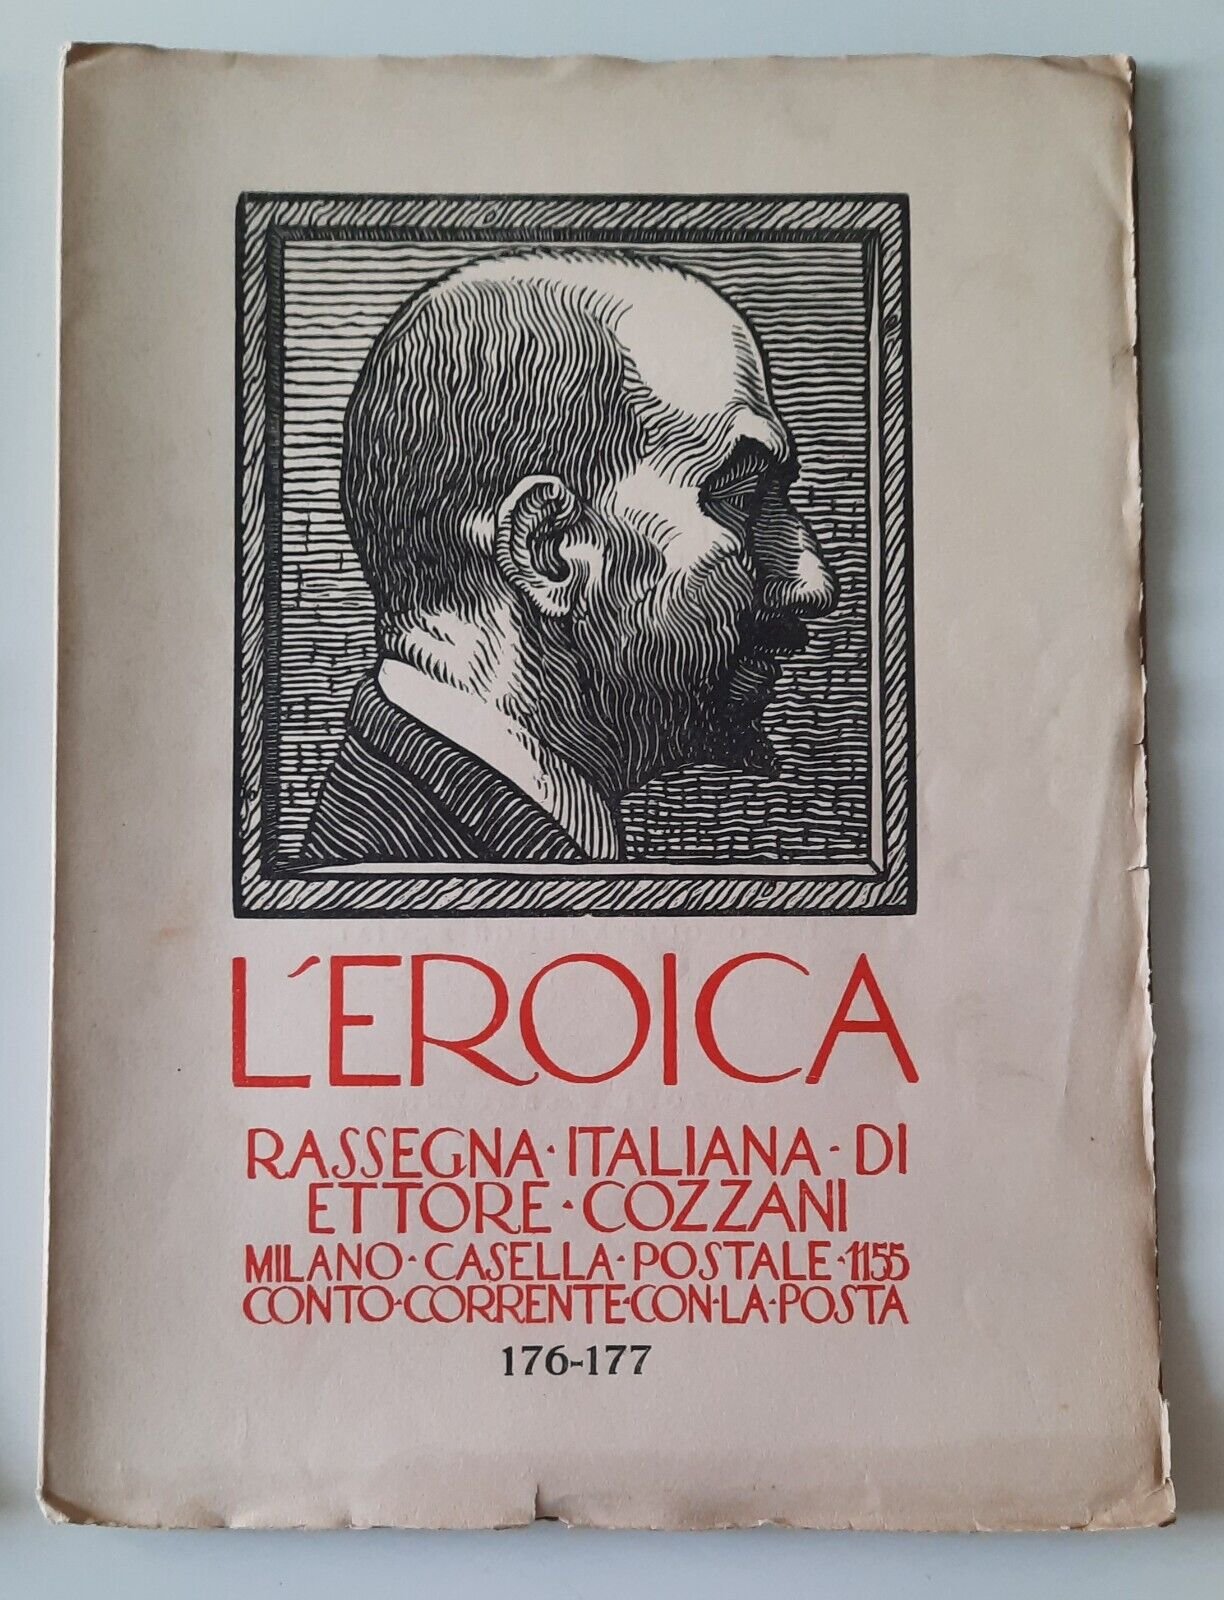 L'EROICA
RASSEGNA·ITALIANA·DI
ETTORE·COZZANI
MILANO·CASELLA·POSTALE·1155
CONTO·CORRENTE·CON·LA·POSTA
176-177